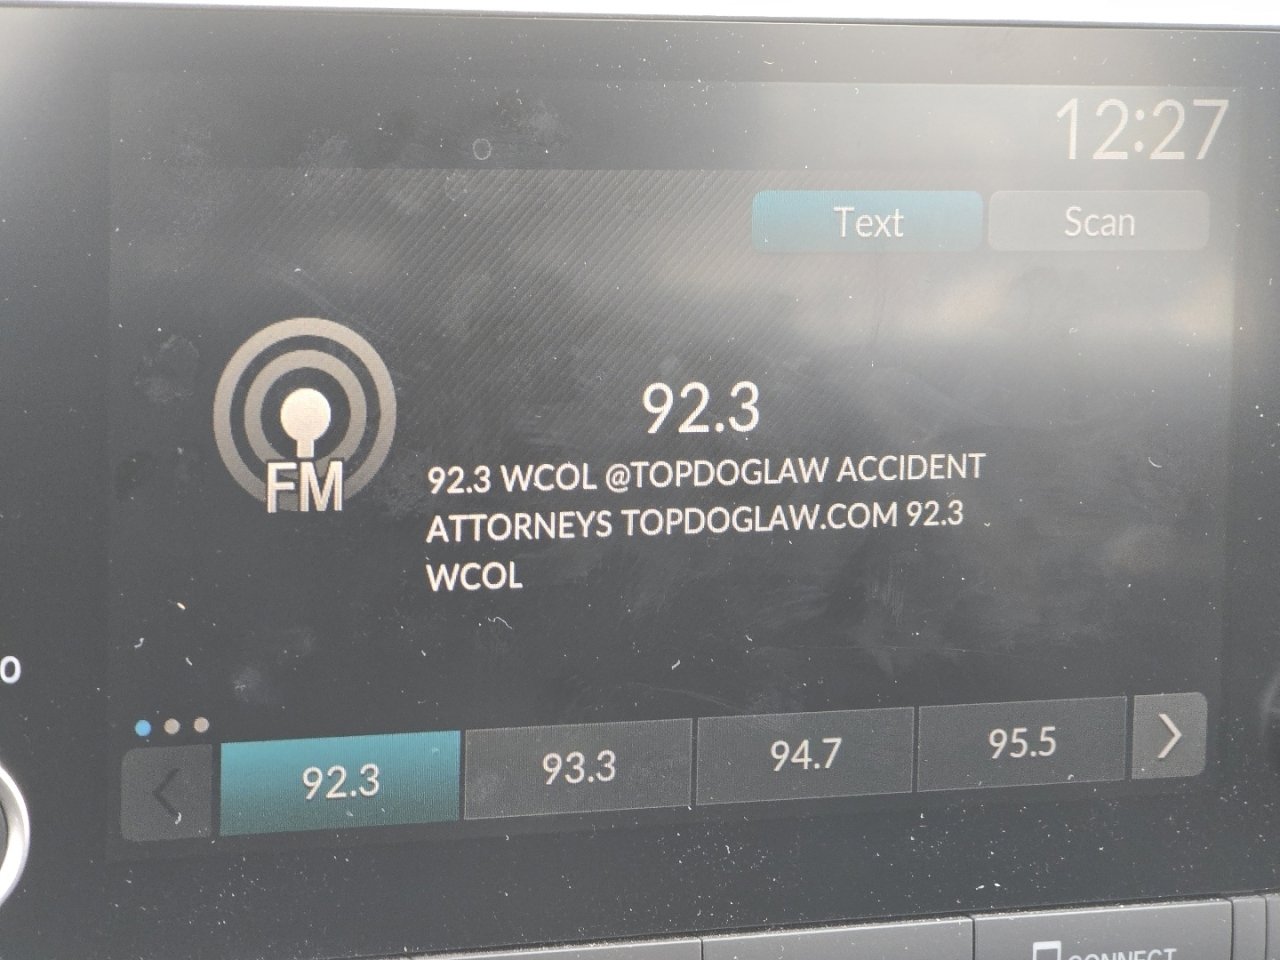 12:27
Text Scan
FM
92.3
92.3 WCOL @TOPDOGLAW ACCIDENT
ATTORNEYS TOPDOGLAW.COM 92.3
WCOL
92.3 93.3 94.7 95.5
CONNECT